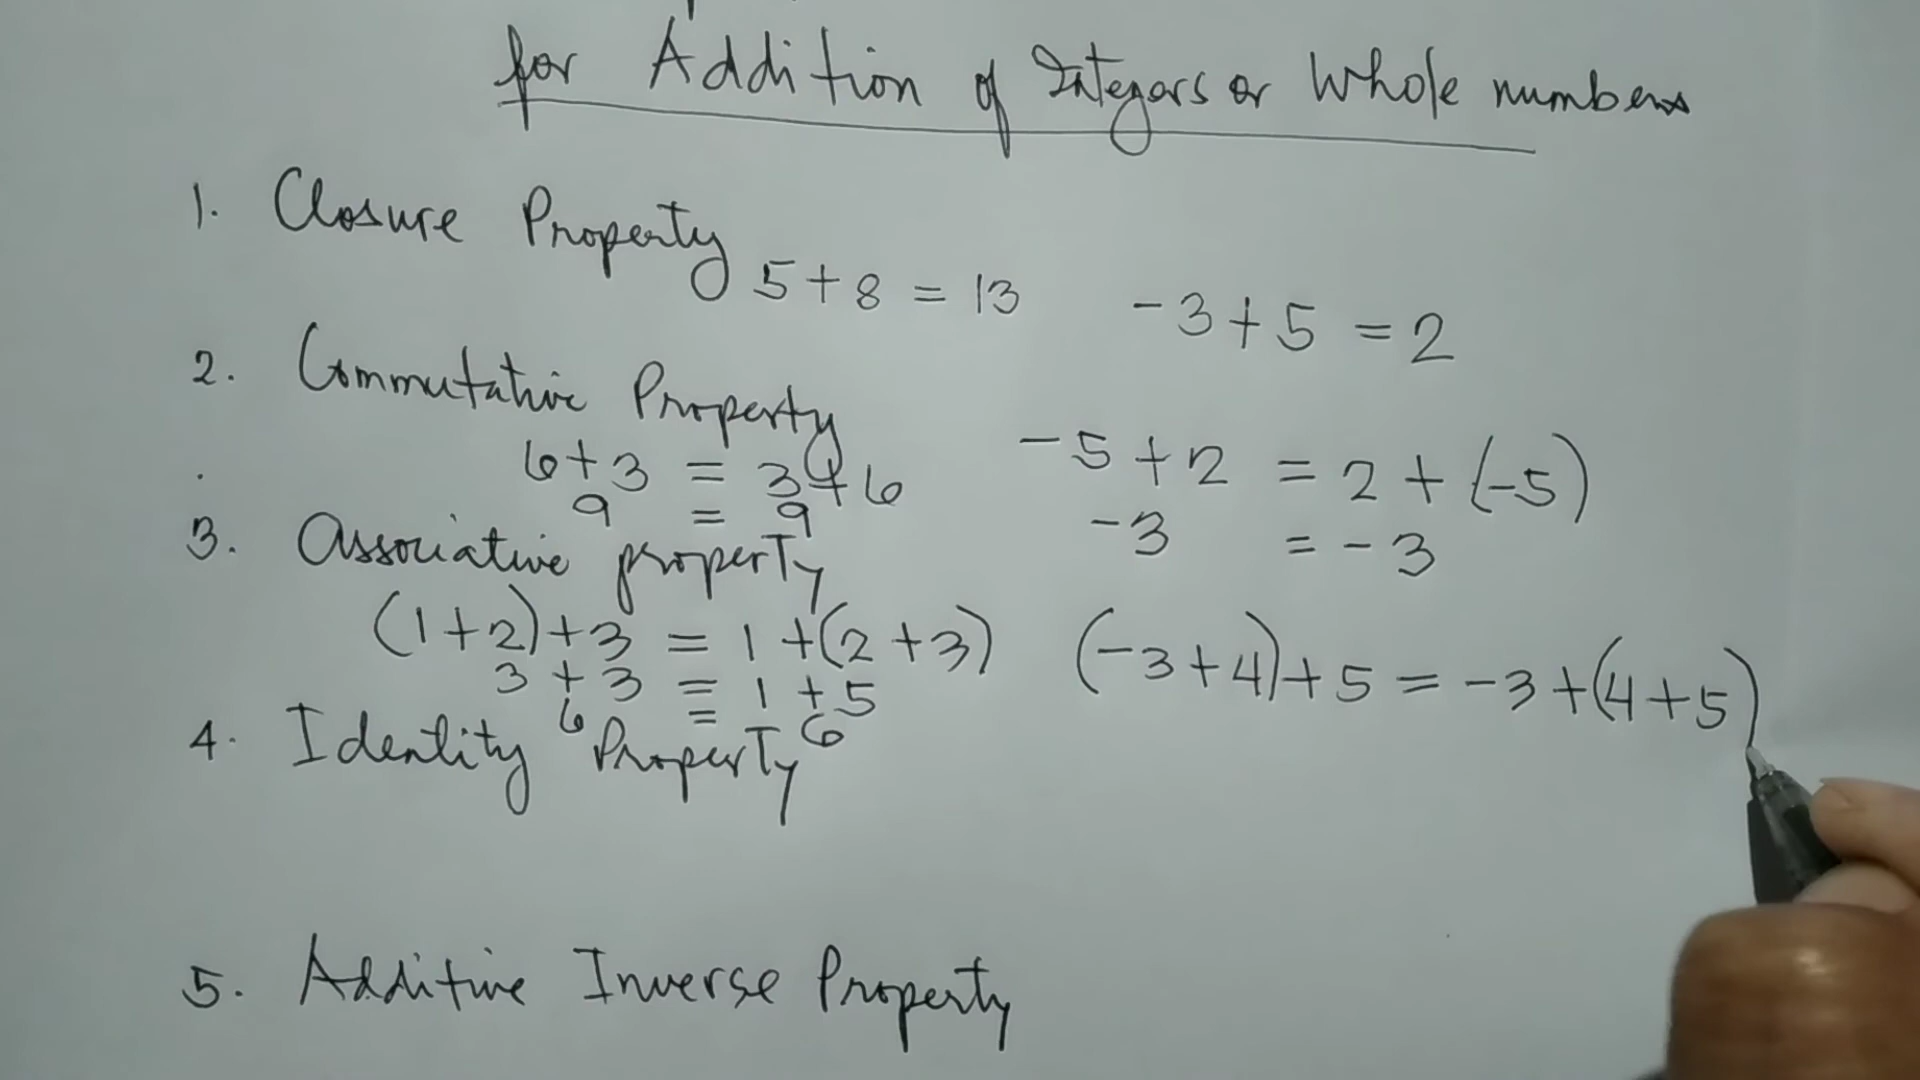 for Addition of Integers or Whole numbers
1. Closure Property
5+8 = 13   -3+5 = 2
2. Commutative Property
6+3 = 3+6   -5+2 = 2+(-5)
9 = 9   -3 = -3
3. Associative property
(1+2)+3 = 1+(2+3)   (-3+4)+5 = -3+(4+5)
3+3 = 1+5
6 = 6
4. Identity Property
5. Additive Inverse Property